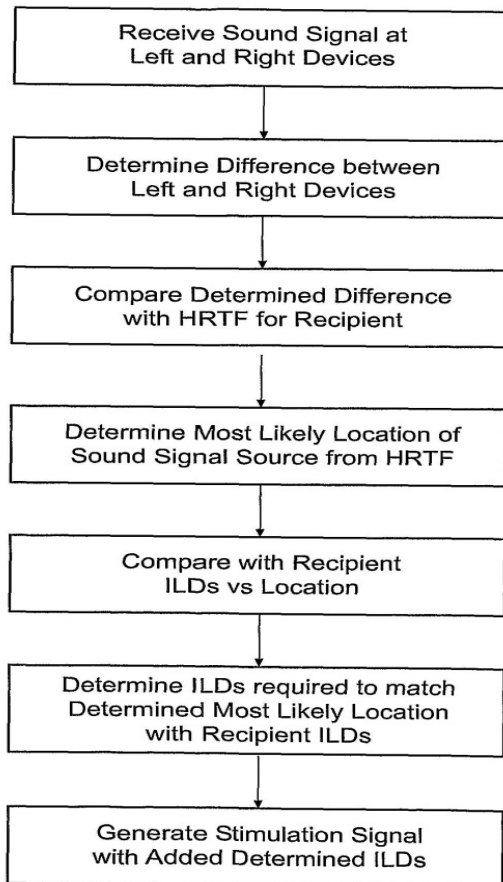 Receive Sound Signal at
Left and Right Devices
Determine Difference between
Left and Right Devices
Compare Determined Difference
with HRTF for Recipient
Determine Most Likely Location of
Sound Signal Source from HRTF
Compare with Recipient
ILDs vs Location
Determine ILDs required to match
Determined Most Likely Location
with Recipient ILDs
Generate Stimulation Signal
with Added Determined ILDs